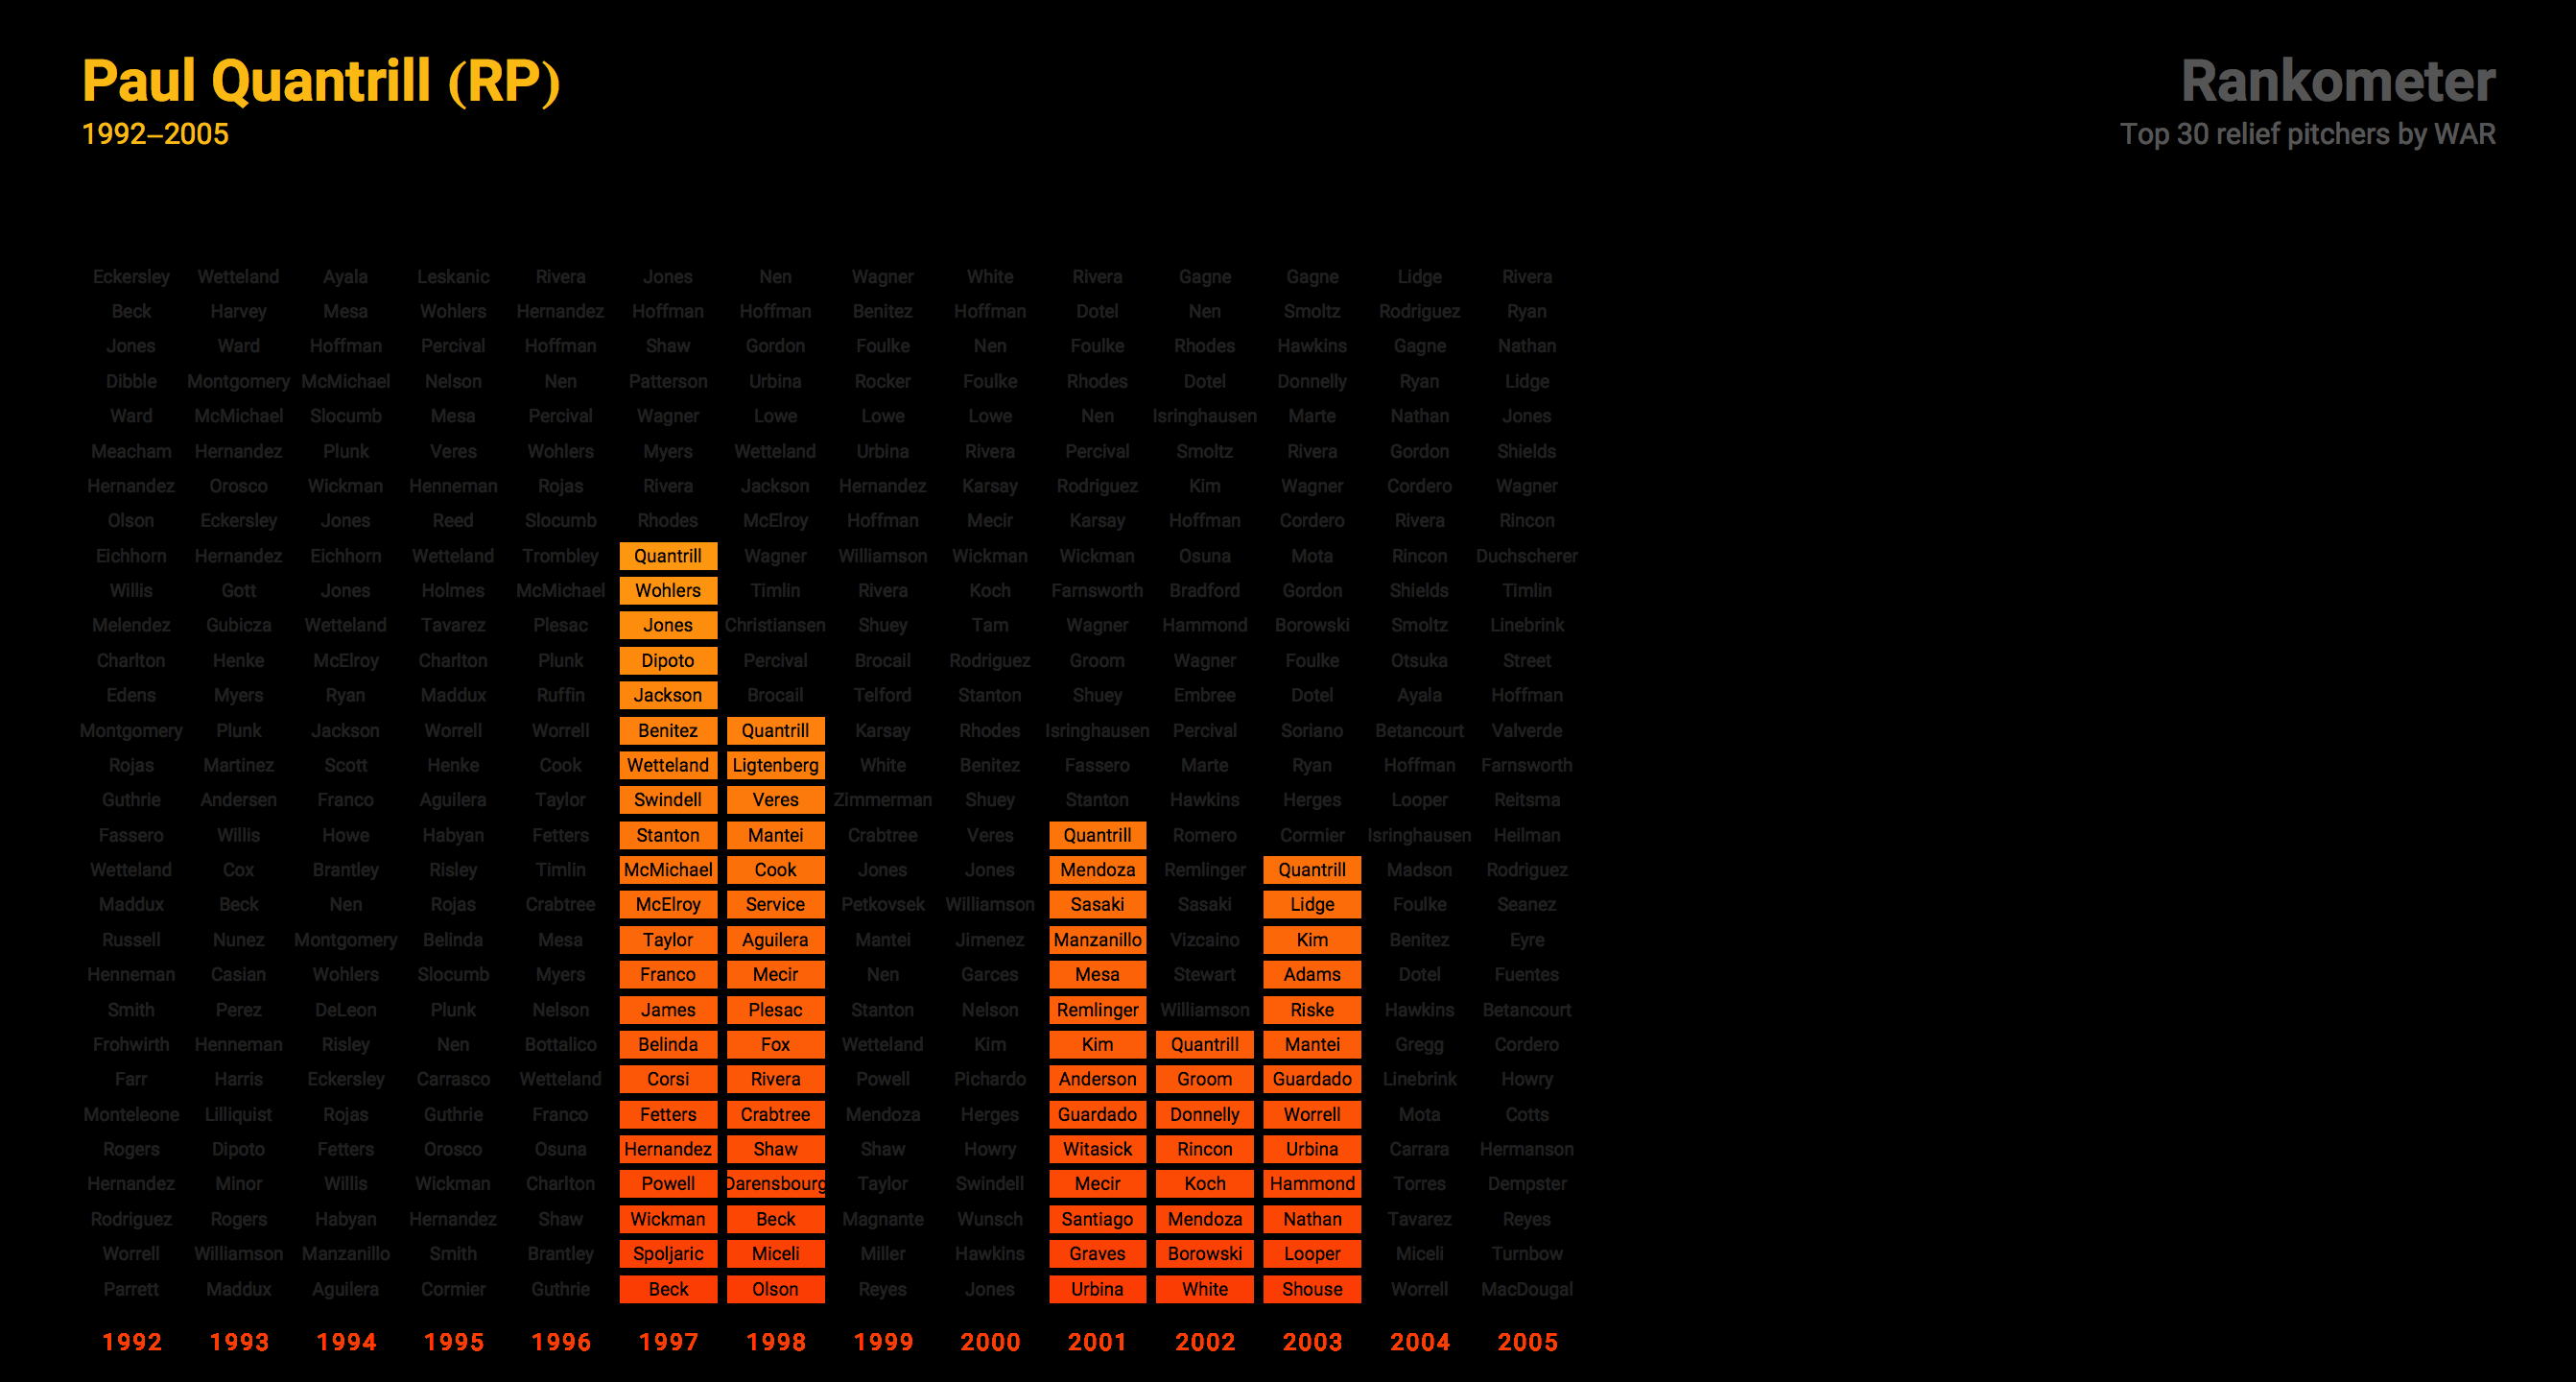 Paul Quantrill (RP)
1992–2005
Rankometer
Top 30 relief pitchers by WAR
Eckersley Wetteland Ayala Leskanic Rivera Jones Nen Wagner White Rivera Gagne Gagne Lidge Rivera
Beck Harvey Mesa Wohlers Hernandez Hoffman Hoffman Benitez Hoffman Dotel Nen Smoltz Rodriguez Ryan
Jones Ward Hoffman Percival Hoffman Shaw Gordon Foulke Nen Foulke Rhodes Hawkins Gagne Nathan
Dibble Montgomery McMichael Nelson Nen Patterson Urbina Rocker Foulke Rhodes Dotel Donnelly Ryan Lidge
Ward McMichael Slocumb Mesa Percival Wagner Lowe Lowe Lowe Nen Isringhausen Marte Nathan Jones
Meacham Hernandez Plunk Veres Wohlers Myers Wetteland Urbina Rivera Percival Smoltz Rivera Gordon Shields
Hernandez Orosco Wickman Henneman Rojas Rivera Jackson Hernandez Karsay Rodriguez Kim Wagner Cordero Wagner
Olson Eckersley Jones Reed Slocumb Rhodes McElroy Hoffman Mecir Karsay Hoffman Cordero Rivera Rincon
Eichhorn Hernandez Eichhorn Wetteland Trombley Quantrill Wagner Williamson Wickman Wickman Osuna Mota Rincon Duchscherer
Willis Gott Jones Holmes McMichael Wohlers Timlin Rivera Koch Farnsworth Bradford Gordon Shields Timlin
Melendez Gubicza Wetteland Tavarez Plesac Jones Christiansen Shuey Tam Wagner Hammond Borowski Smoltz Linebrink
Charlton Henke McElroy Charlton Plunk Dipoto Percival Brocail Rodriguez Groom Wagner Foulke Otsuka Street
Edens Myers Ryan Maddux Ruffin Jackson Brocail Telford Stanton Shuey Embree Dotel Ayala Hoffman
Montgomery Plunk Jackson Worrell Worrell Benitez Quantrill Karsay Rhodes Isringhausen Percival Soriano Betancourt Valverde
Rojas Martinez Scott Henke Cook Wetteland Ligtenberg White Benitez Fassero Marte Ryan Hoffman Farnsworth
Guthrie Andersen Franco Aguilera Taylor Swindell Veres Zimmerman Shuey Stanton Hawkins Herges Looper Reitsma
Fassero Willis Howe Habyan Fetters Stanton Mantei Crabtree Veres Quantrill Romero Cormier Isringhausen Heilman
Wetteland Cox Brantley Risley Timlin McMichael Cook Jones Jones Mendoza Remlinger Quantrill Madson Rodriguez
Maddux Beck Nen Rojas Crabtree McElroy Service Petkovsek Williamson Sasaki Sasaki Lidge Foulke Seanez
Russell Nunez Montgomery Belinda Mesa Taylor Aguilera Mantei Jimenez Manzanillo Vizcaino Kim Benitez Eyre
Henneman Casian Wohlers Slocumb Myers Franco Mecir Nen Garces Mesa Stewart Adams Dotel Fuentes
Smith Perez DeLeon Plunk Nelson James Plesac Stanton Nelson Remlinger Williamson Riske Hawkins Betancourt
Frohwirth Henneman Risley Nen Bottalico Belinda Fox Wetteland Kim Kim Quantrill Mantei Gregg Cordero
Farr Harris Eckersley Carrasco Wetteland Corsi Rivera Powell Pichardo Anderson Groom Guardado Linebrink Howry
Monteleone Lilliquist Rojas Guthrie Franco Fetters Crabtree Mendoza Herges Guardado Donnelly Worrell Mota Cotts
Rogers Dipoto Fetters Orosco Osuna Hernandez Shaw Shaw Howry Witasick Rincon Urbina Carrara Hermanson
Hernandez Minor Willis Wickman Charlton Powell Darensbourg Taylor Swindell Mecir Koch Hammond Torres Dempster
Rodriguez Rogers Habyan Hernandez Shaw Wickman Beck Magnante Wunsch Santiago Mendoza Nathan Tavarez Reyes
Worrell Williamson Manzanillo Smith Brantley Spoljaric Miceli Miller Hawkins Graves Borowski Looper Miceli Turnbow
Parrett Maddux Aguilera Cormier Guthrie Beck Olson Reyes Jones Urbina White Shouse Worrell MacDougal
1992 1993 1994 1995 1996 1997 1998 1999 2000 2001 2002 2003 2004 2005